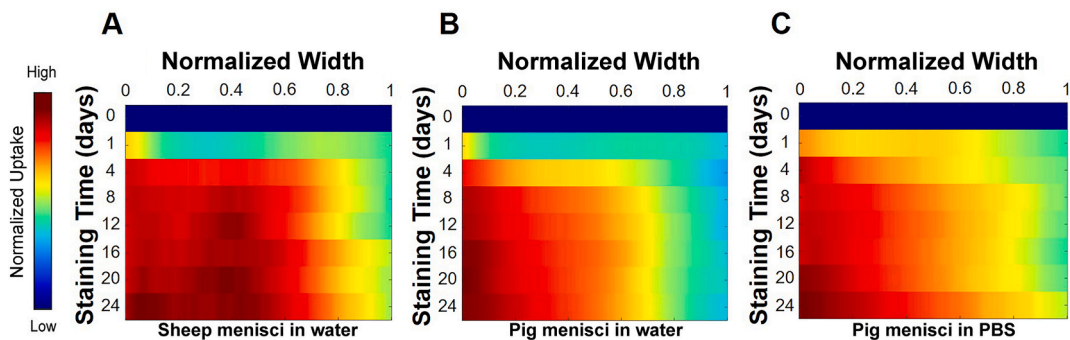 A
B
C
Normalized Width
Normalized Width
Normalized Width
High
Normalized Uptake
Low
0 0.2 0.4 0.6 0.8 1
0 0.2 0.4 0.6 0.8 1
0 0.2 0.4 0.6 0.8 1
Staining Time (days)
0
1
4
8
12
16
20
24
Sheep menisci in water
Staining Time (days)
0
1
4
8
12
16
20
24
Pig menisci in water
Staining Time (days)
0
1
4
8
12
16
20
24
Pig menisci in PBS